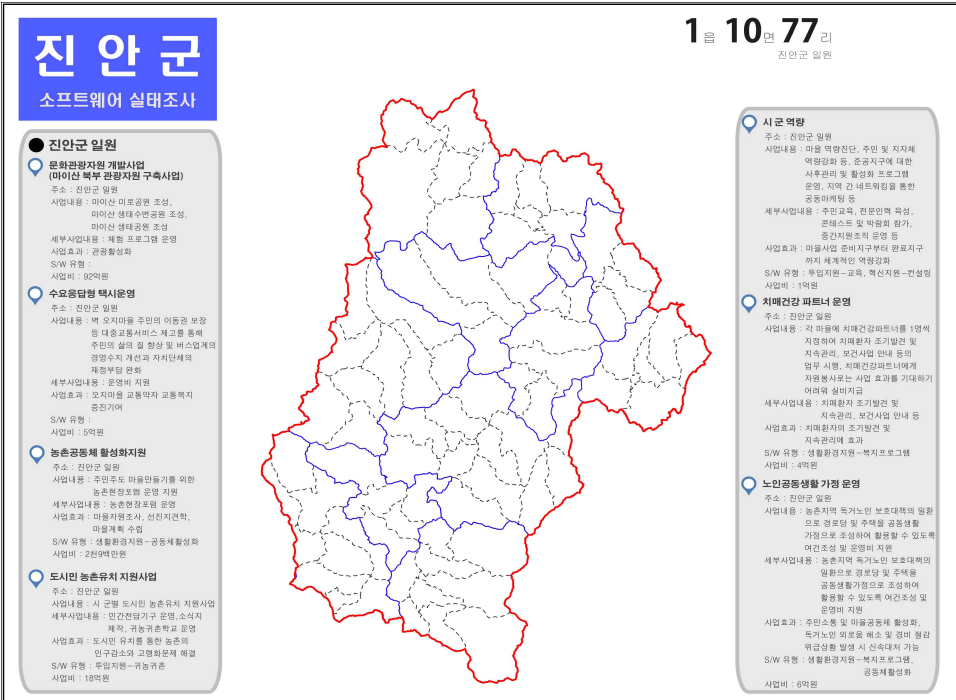 진안군
소프트웨어 실태조사
1읍 10면 77리
진안군 일원
진안군 일원
문화관광자원 개발사업
(마이산 북부 관광자원 구축사업)
주소 : 진안군 일원
사업내용 : 마이산 미로공원 조성,
마이산 생태수변공원 조성,
마이산 생태공원 조성
세부사업내용 : 체험 프로그램 운영
사업효과 : 관광활성화
S/W 유형 :
사업비 : 92억원
수요응답형 택시운영
주소 : 진안군 일원
사업내용 : 벽 오지마을 주민의 이동권 보장
등 대중교통서비스 제고를 통해
주민의 삶의 질 향상 및 버스업계의
경영수지 개선과 자치단체의
재정부담 완화
세부사업내용 : 운영비 지원
사업효과 : 오지마을 교통약자 교통복지
증진기여
S/W 유형 :
사업비 : 5억원
농촌공동체 활성화지원
주소 : 진안군 일원
사업내용 : 주민주도 마을만들기를 위한
농촌현장포럼 운영 지원
세부사업내용 : 농촌현장포럼 운영
사업효과 : 마을자원조사, 선진지견학,
마을계획 수립
S/W 유형 : 생활환경지원-공동체활성화
사업비 : 2천9백만원
도시민 농촌유치 지원사업
주소 : 진안군 일원
사업내용 : 시 군별 도시민 농촌유치 지원사업
세부사업내용 : 민간전담기구 운영,소식지
제작, 귀농귀촌학교 운영
사업효과 : 도시민 유치를 통한 농촌의
인구감소와 고령화문제 해결
S/W 유형 : 투입지원-귀농귀촌
사업비 : 18억원
시 군 역량
주소 : 진안군 일원
사업내용 : 마을 역량진단, 주민 및 지자체
역량강화 등, 준공지구에 대한
사후관리 및 활성화 프로그램
운영, 지역 간 네트워킹을 통한
공동마케팅 등
세부사업내용 : 주민교육, 전문인력 육성,
콘테스트 및 박람회 참가,
중간지원조직 운영 등
사업효과 : 마을사업 준비지구부터 완료지구
까지 체계적인 역량강화
S/W 유형 : 투입지원-교육, 혁신지원-컨설팅
사업비 : 1억원
치매건강 파트너 운영
주소 : 진안군 일원
사업내용 : 각 마을에 치매건강파트너를 1명씩
지정하여 치매환자 조기발견 및
지속관리, 보건사업 안내 등의
업무 시행, 치매건강파트너에게
자원봉사로는 사업 효과를 기대하기
어려워 실비지급
세부사업내용 : 치매환자 조기발견 및
지속관리, 보건사업 안내 등
사업효과 : 치매환자의 조기발견 및
지속관리에 효과
S/W 유형 : 생활환경지원-복지프로그램
사업비 : 4억원
노인공동생활 가정 운영
주소 : 진안군 일원
사업내용 : 농촌지역 독거노인 보호대책의 일환
으로 경로당 및 주택을 공동생활
가정으로 조성하여 활용할 수 있도록
여건조성 및 운영비 지원
세부사업내용 : 농촌지역 독거노인 보호대책의
일환으로 경로당 및 주택을
공동생활가정으로 조성하여
활용할 수 있도록 여건조성 및
운영비 지원
사업효과 : 주민소통 및 마을공동체 활성화,
독거노인 외로움 해소 및 경비 절감
위급상황 발생 시 신속대처 가능
S/W 유형 : 생활환경지원-복지프로그램,
공동체활성화
사업비 : 6억원